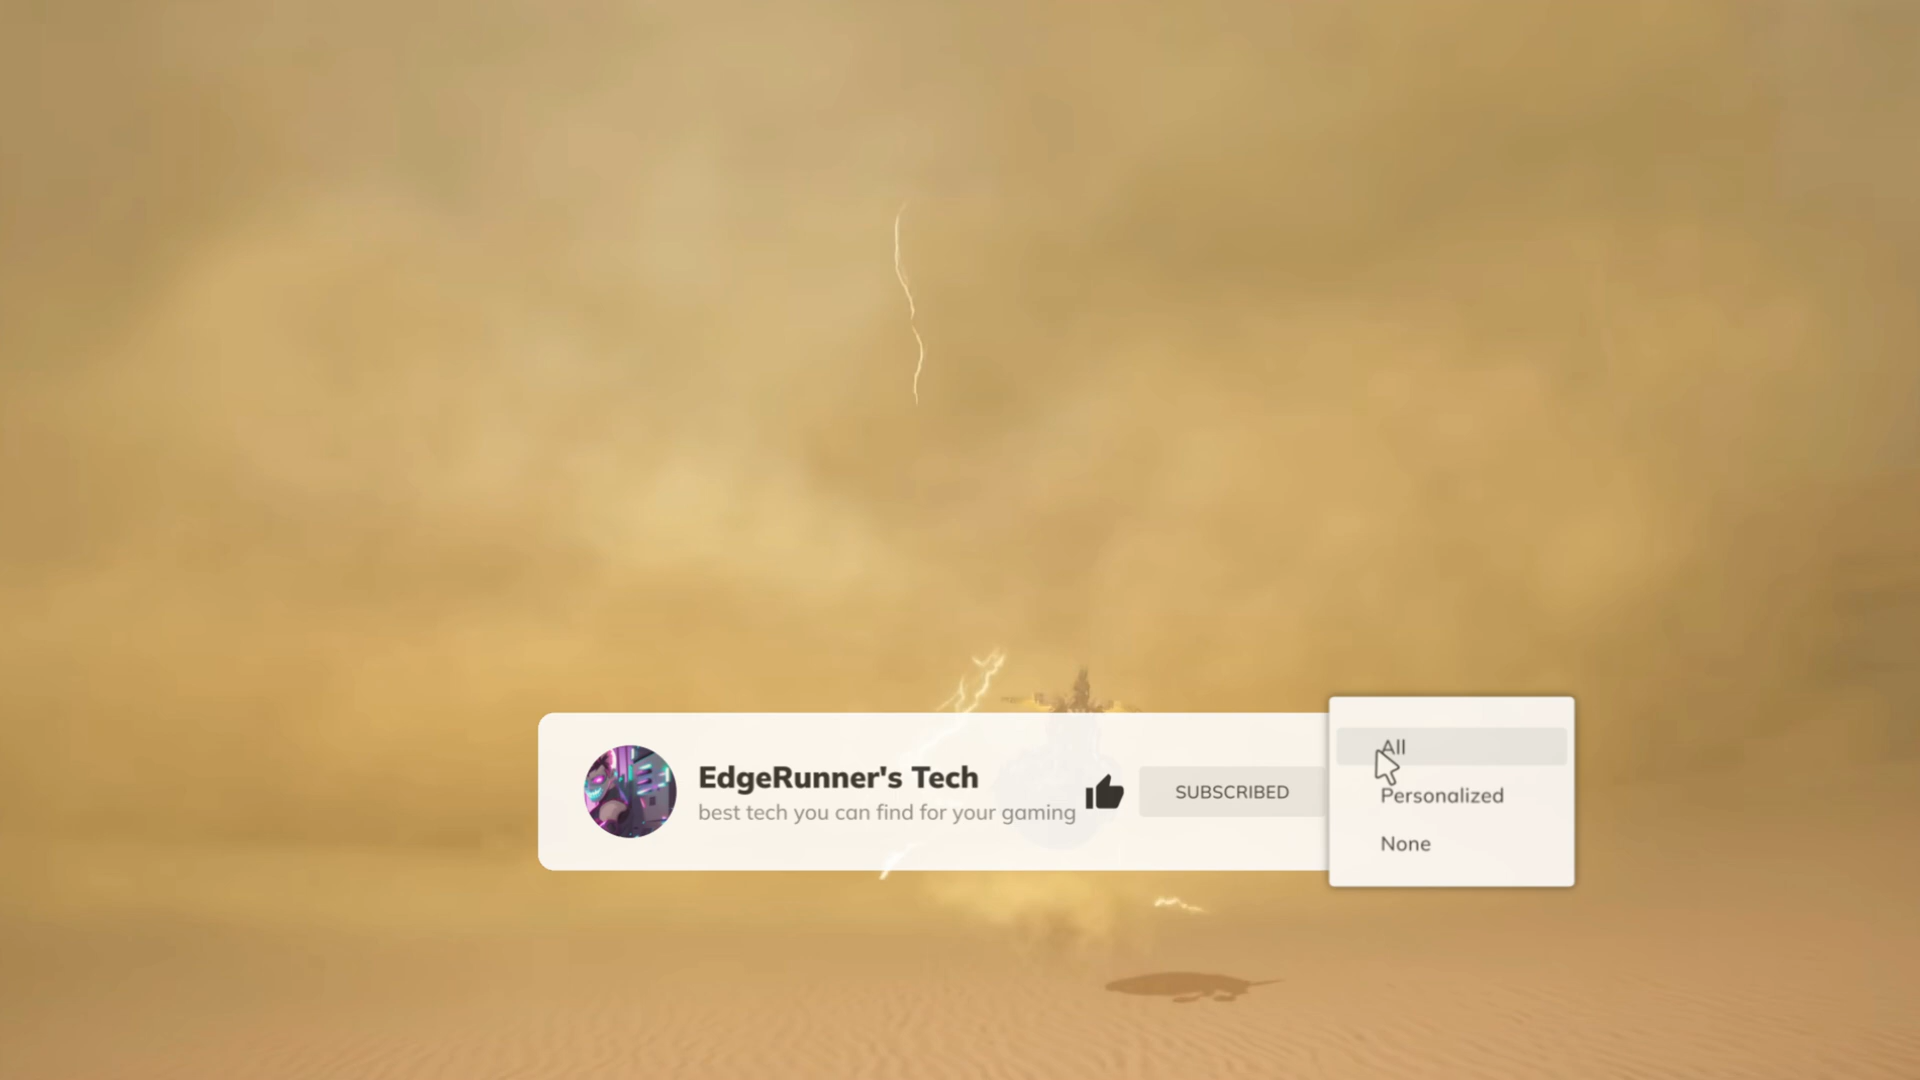 EdgeRunner's Tech
best tech you can find for your gaming
SUBSCRIBED
All
Personalized
None